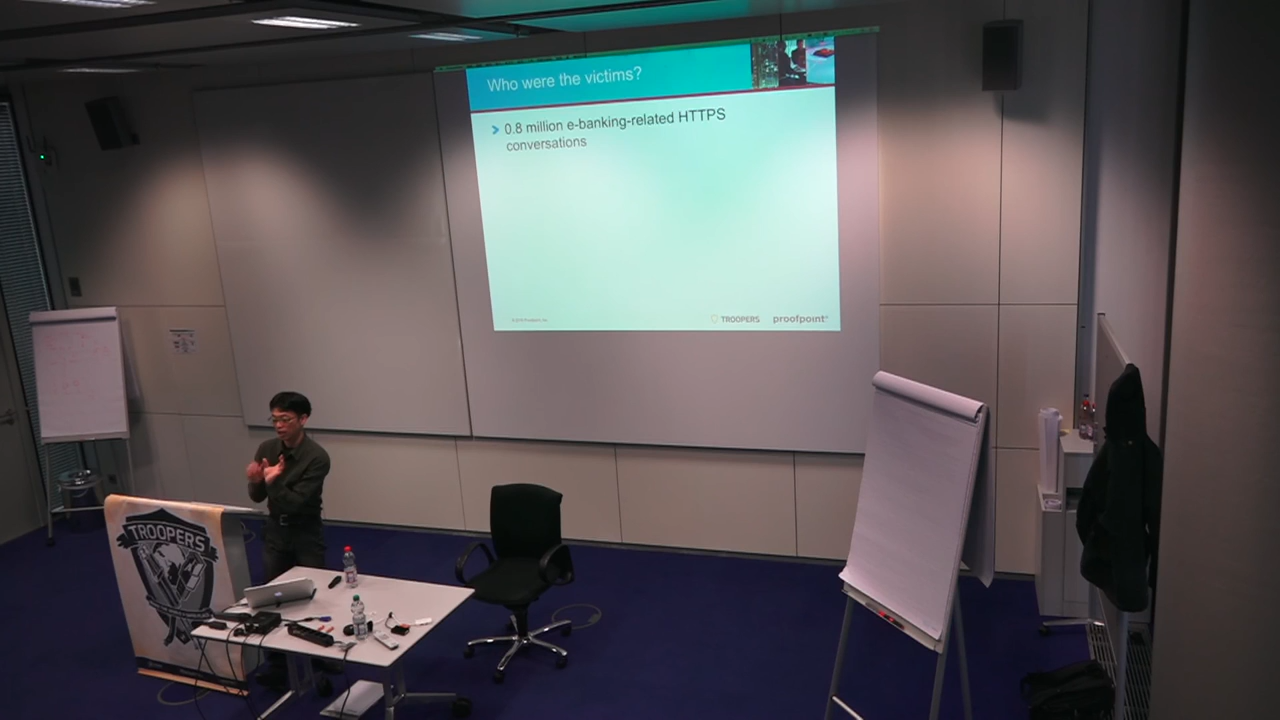 Who were the victims?
0.8 million e-banking-related HTTPS
conversations
TROOPERS
proofpoint
TROOPERS